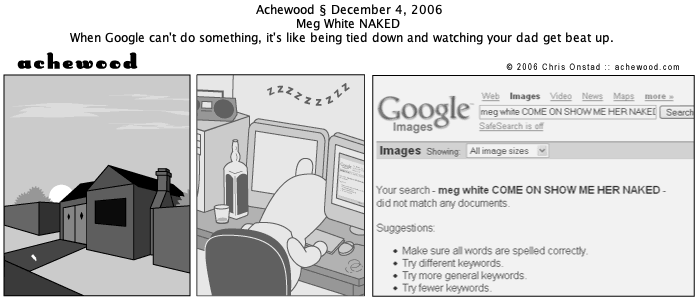 Achewood § December 4, 2006
Meg White NAKED
When Google can't do something, it's like being tied down and watching your dad get beat up.
achewood
© 2006 Chris Onstad :: achewood.com
ZZZZZZZZZ
Web Images Video News Maps more »
Google
Images
meg white COME ON SHOW ME HER NAKED
Search
SafeSearch is off
Images Showing: All image sizes
Your search - meg white COME ON SHOW ME HER NAKED -
did not match any documents.
Suggestions:
• Make sure all words are spelled correctly.
• Try different keywords.
• Try more general keywords.
• Try fewer keywords.